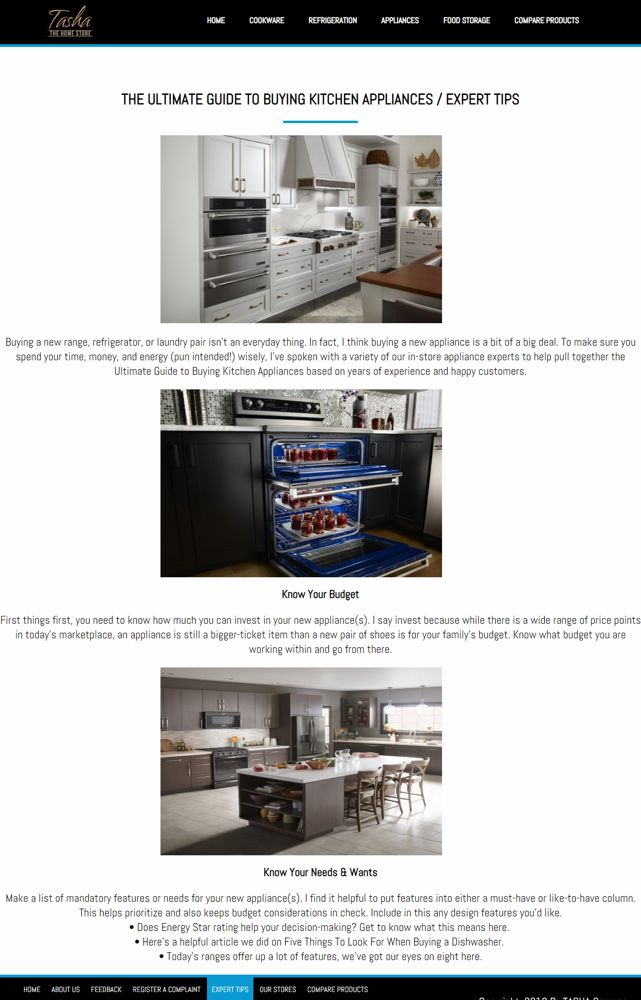 Tasha
THE HOME STORE
HOME COOKWARE REFRIGERATION APPLIANCES FOOD STORAGE COMPARE PRODUCTS
THE ULTIMATE GUIDE TO BUYING KITCHEN APPLIANCES / EXPERT TIPS
Buying a new range, refrigerator, or laundry pair isn't an everyday thing. In fact, I think buying a new appliance is a bit of a big deal. To make sure you
spend your time, money, and energy (pun intended!) wisely, I've spoken with a variety of our in-store appliance experts to help pull together the
Ultimate Guide to Buying Kitchen Appliances based on years of experience and happy customers.
Know Your Budget
First things first, you need to know how much you can invest in your new appliance(s). I say invest because while there is a wide range of price points
in today's marketplace, an appliance is still a bigger-ticket item than a new pair of shoes is for your family's budget. Know what budget you are
working within and go from there.
Know Your Needs & Wants
Make a list of mandatory features or needs for your new appliance(s). I find it helpful to put features into either a must-have or like-to-have column.
This helps prioritize and also keeps budget considerations in check. Include in this any design features you'd like.
• Does Energy Star rating help your decision-making? Get to know what this means here.
• Here's a helpful article we did on Five Things To Look For When Buying a Dishwasher.
• Today's ranges offer up a lot of features, we've got our eyes on eight here.
HOME ABOUT US FEEDBACK REGISTER A COMPLAINT EXPERT TIPS OUR STORES COMPARE PRODUCTS